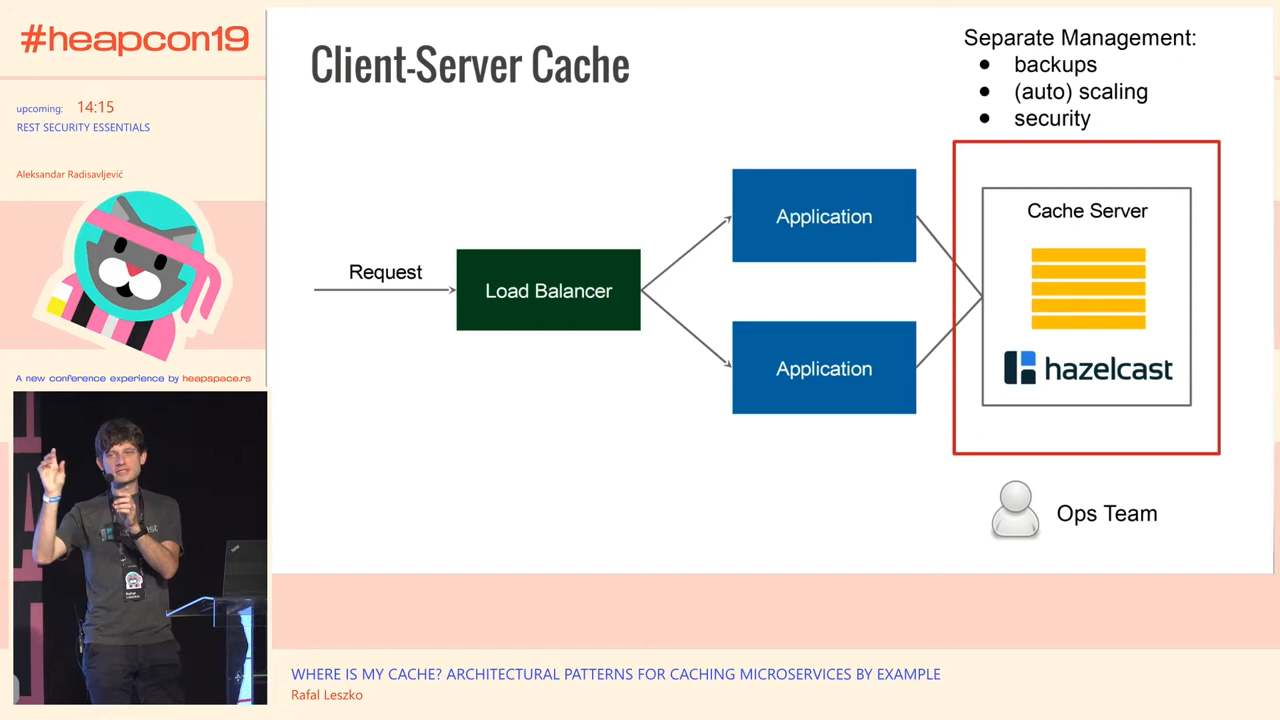 #heapcon19
upcoming: 14:15
REST SECURITY ESSENTIALS
Aleksandar Radisavljević
A new conference experience by heapspace.rs
Client-Server Cache
Separate Management:
● backups
● (auto) scaling
● security
Request
Load Balancer
Application
Application
Cache Server
hazelcast
Ops Team
WHERE IS MY CACHE? ARCHITECTURAL PATTERNS FOR CACHING MICROSERVICES BY EXAMPLE
Rafal Leszko